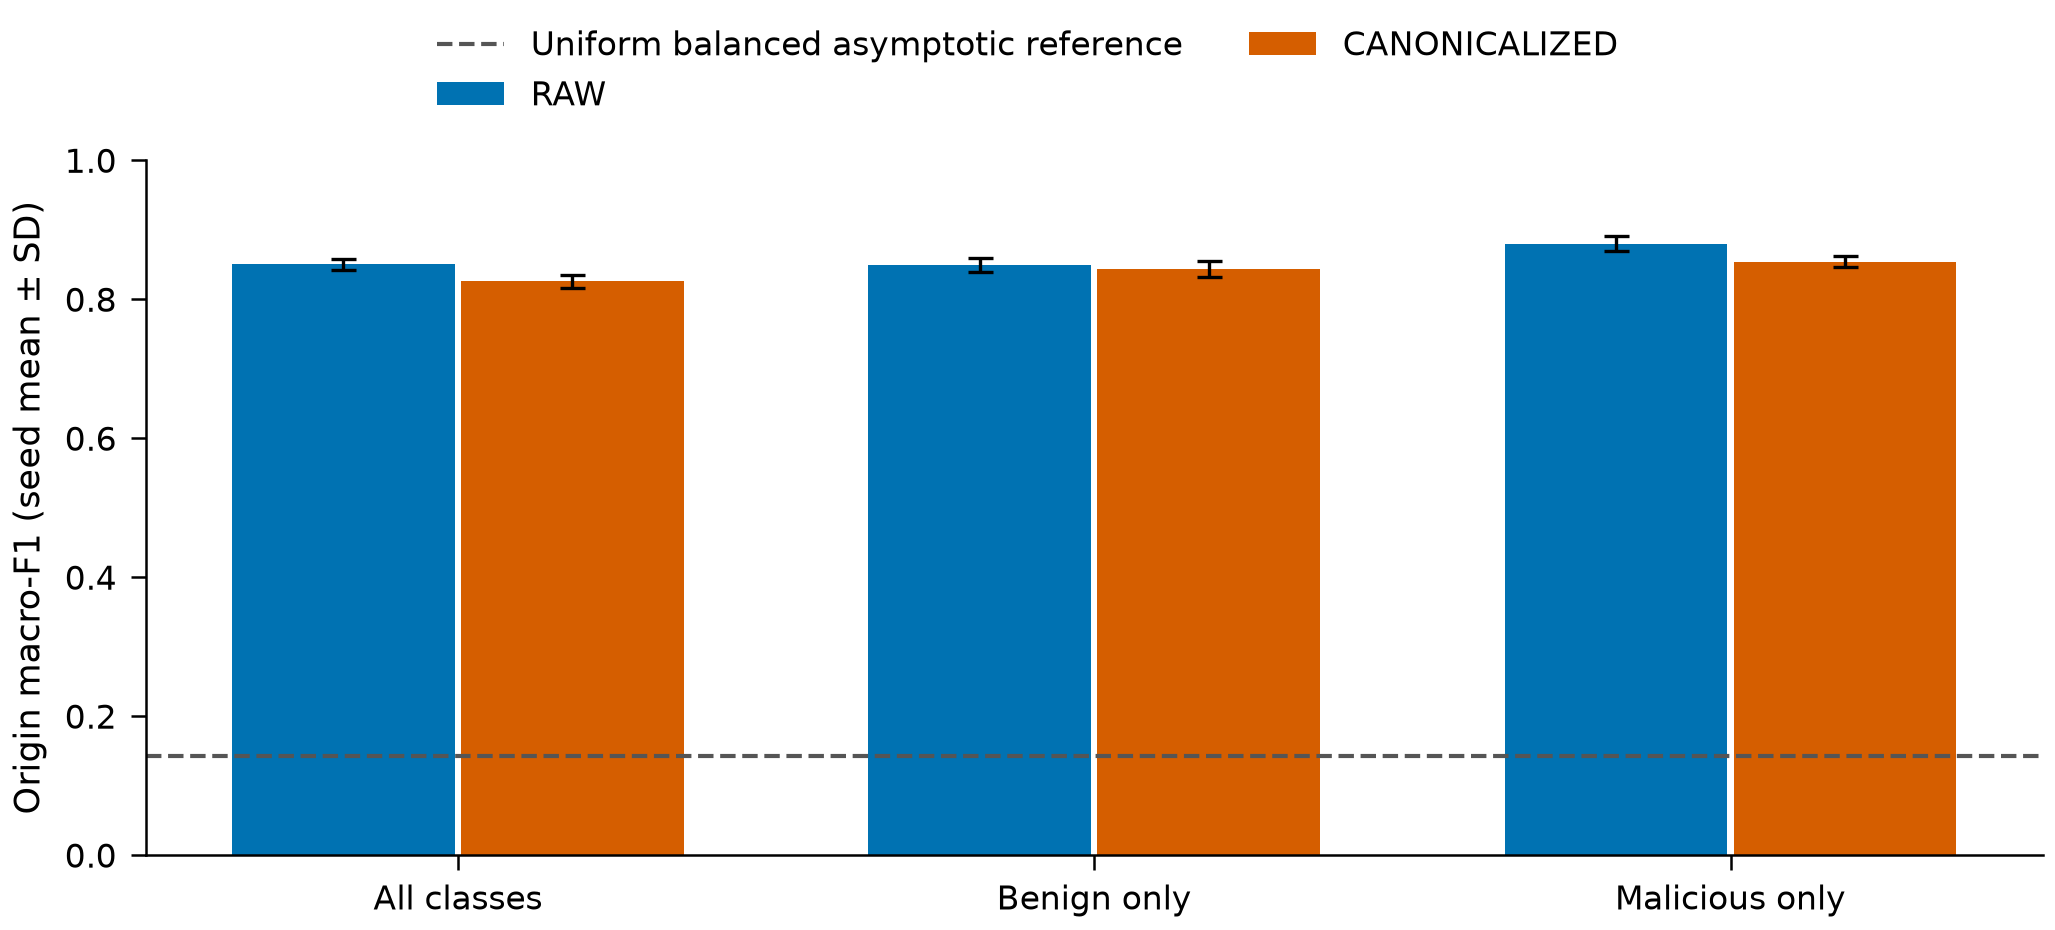 Uniform balanced asymptotic reference
RAW
CANONICALIZED
Origin macro-F1 (seed mean ± SD)
1.0
0.8
0.6
0.4
0.2
0.0
All classes
Benign only
Malicious only